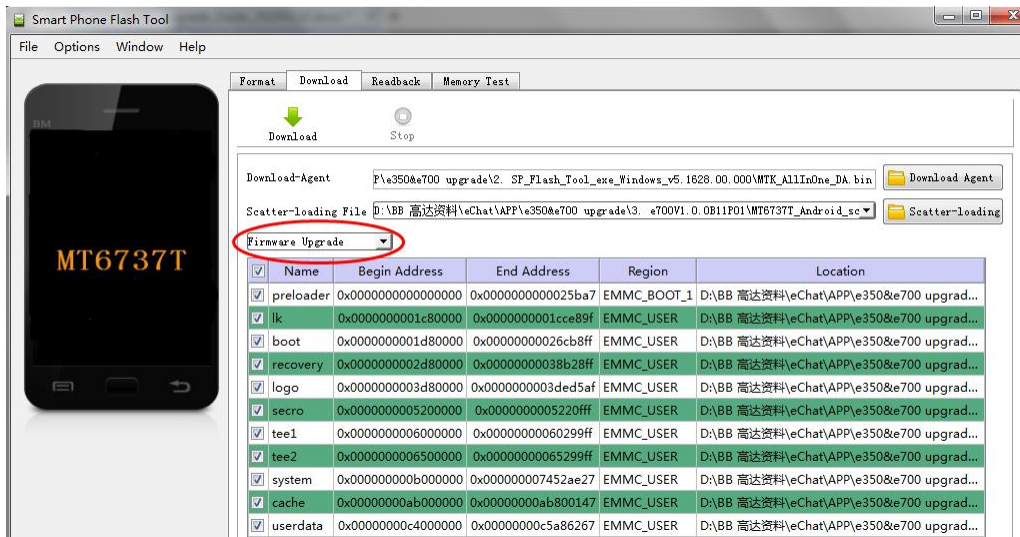 Smart Phone Flash Tool
File Options Window Help
Format Download Readback Memory Test
BM
MT6737T
Download Stop
Download-Agent P\e350&e700 upgrade\2. SP_Flash_Tool_exe_Windows_v5.1628.00.000\MTK_AllInOne_DA.bin Download Agent
Scatter-loading File D:\BB 高达资料\eChat\APP\e350&e700 upgrade\3. e700V1.0.0B11P01\MT6737T_Android_sc Scatter-loading
Firmware Upgrade
Name Begin Address End Address Region Location
preloader 0x0000000000000000 0x0000000000025ba7 EMMC_BOOT_1 D:\BB 高达资料\eChat\APP\e350&e700 upgrad...
lk 0x0000000001c80000 0x0000000001cce89f EMMC_USER D:\BB 高达资料\eChat\APP\e350&e700 upgrad...
boot 0x0000000001d80000 0x00000000026cb8ff EMMC_USER D:\BB 高达资料\eChat\APP\e350&e700 upgrad...
recovery 0x0000000002d80000 0x00000000038b28ff EMMC_USER D:\BB 高达资料\eChat\APP\e350&e700 upgrad...
logo 0x0000000003d80000 0x0000000003ded5af EMMC_USER D:\BB 高达资料\eChat\APP\e350&e700 upgrad...
secro 0x0000000005200000 0x0000000005220fff EMMC_USER D:\BB 高达资料\eChat\APP\e350&e700 upgrad...
tee1 0x0000000006000000 0x00000000060299ff EMMC_USER D:\BB 高达资料\eChat\APP\e350&e700 upgrad...
tee2 0x0000000006500000 0x00000000065299ff EMMC_USER D:\BB 高达资料\eChat\APP\e350&e700 upgrad...
system 0x000000000b000000 0x000000007452ae27 EMMC_USER D:\BB 高达资料\eChat\APP\e350&e700 upgrad...
cache 0x00000000ab000000 0x00000000ab800147 EMMC_USER D:\BB 高达资料\eChat\APP\e350&e700 upgrad...
userdata 0x00000000c4000000 0x00000000c5a86267 EMMC_USER D:\BB 高达资料\eChat\APP\e350&e700 upgrad...